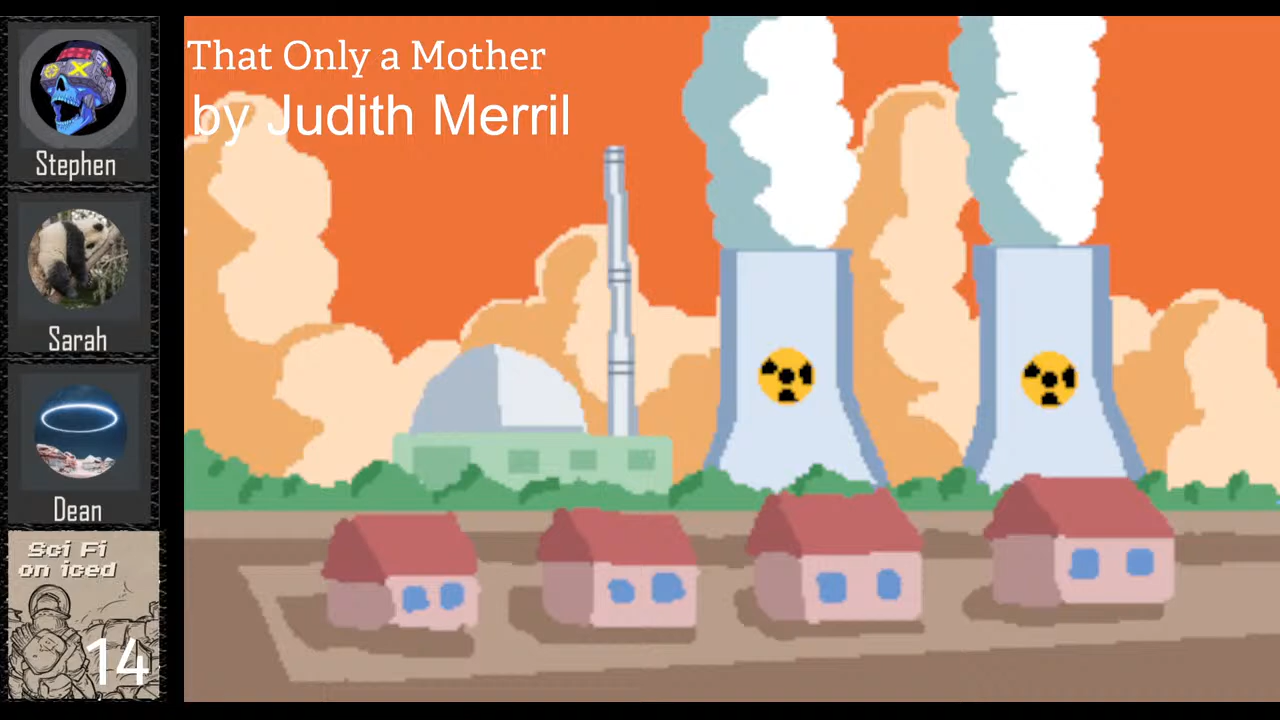 That Only a Mother
by Judith Merril
Stephen
Sarah
Dean
Sci Fi
on iced
14